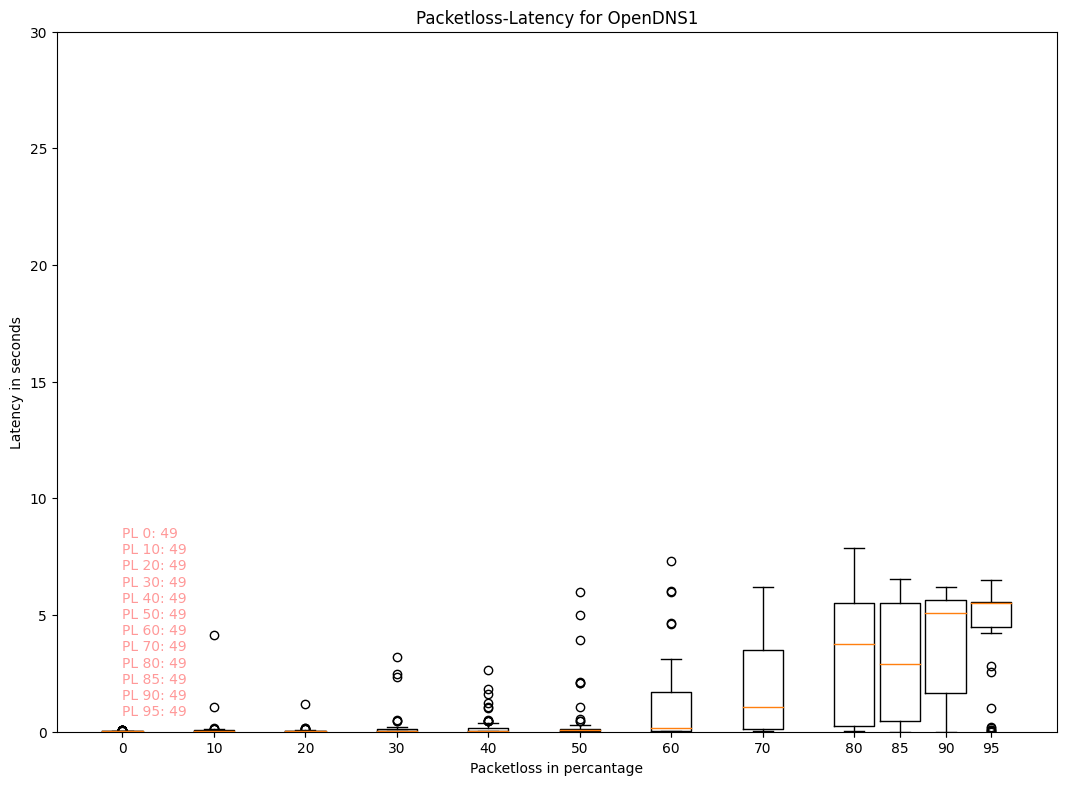 Packetloss-Latency for OpenDNS1
30
25
20
15
10
5
0
Latency in seconds
PL 0: 49
PL 10: 49
PL 20: 49
PL 30: 49
PL 40: 49
PL 50: 49
PL 60: 49
PL 70: 49
PL 80: 49
PL 85: 49
PL 90: 49
PL 95: 49
0 10 20 30 40 50 60 70 80 85 90 95
Packetloss in percantage